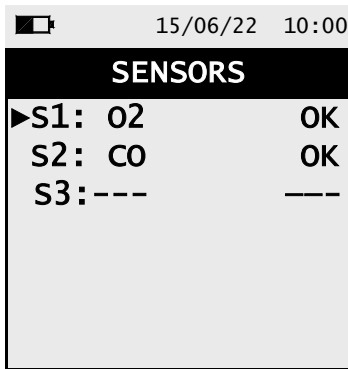 15/06/22 10:00
SENSORS
►S1: O2 OK
S2: CO OK
S3:--- ---